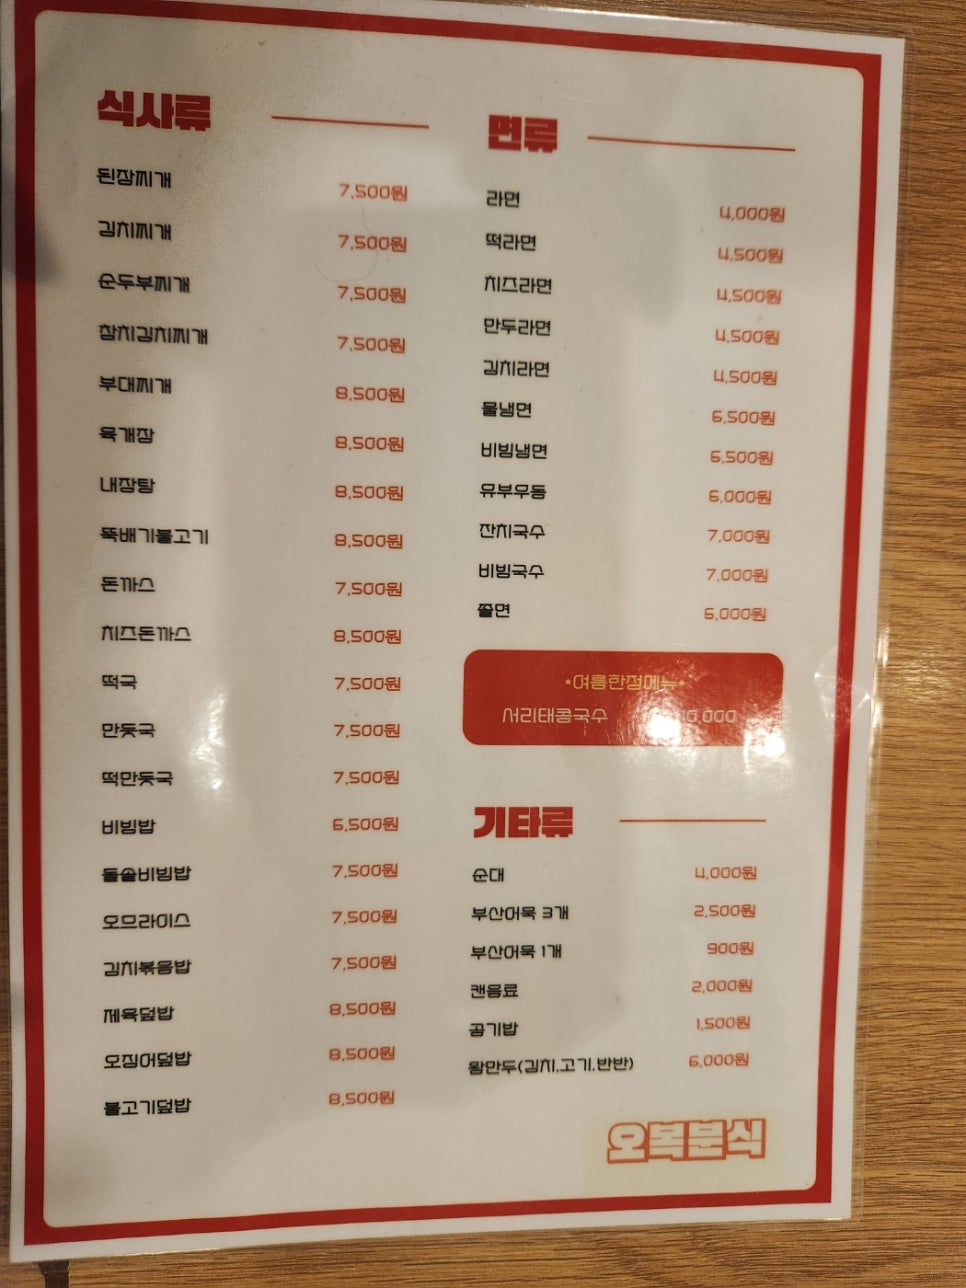 식사류
된장찌개 7,500원
김치찌개 7,500원
순두부찌개 7,500원
참치김치찌개 7,500원
부대찌개 8,500원
육개장 8,500원
내장탕 8,500원
뚝배기불고기 8,500원
돈까스 7,500원
치즈돈까스 8,500원
떡국 7,500원
만둣국 7,500원
떡만둣국 7,500원
비빔밥 6,500원
돌솥비빔밥 7,500원
오므라이스 7,500원
김치볶음밥 7,500원
제육덮밥 8,500원
오징어덮밥 8,500원
불고기덮밥 8,500원
면류
라면 4,000원
떡라면 4,500원
치즈라면 4,500원
만두라면 4,500원
김치라면 4,500원
물냉면 6,500원
비빔냉면 6,500원
유부우동 6,000원
잔치국수 7,000원
비빔국수 7,000원
쫄면 6,000원
•여름한정메뉴•
서리태콩국수 10,000
기타류
순대 4,000원
부산어묵 3개 2,500원
부산어묵 1개 900원
캔음료 2,000원
공기밥 1,500원
왕만두(김치,고기,반반) 6,000원
오복분식